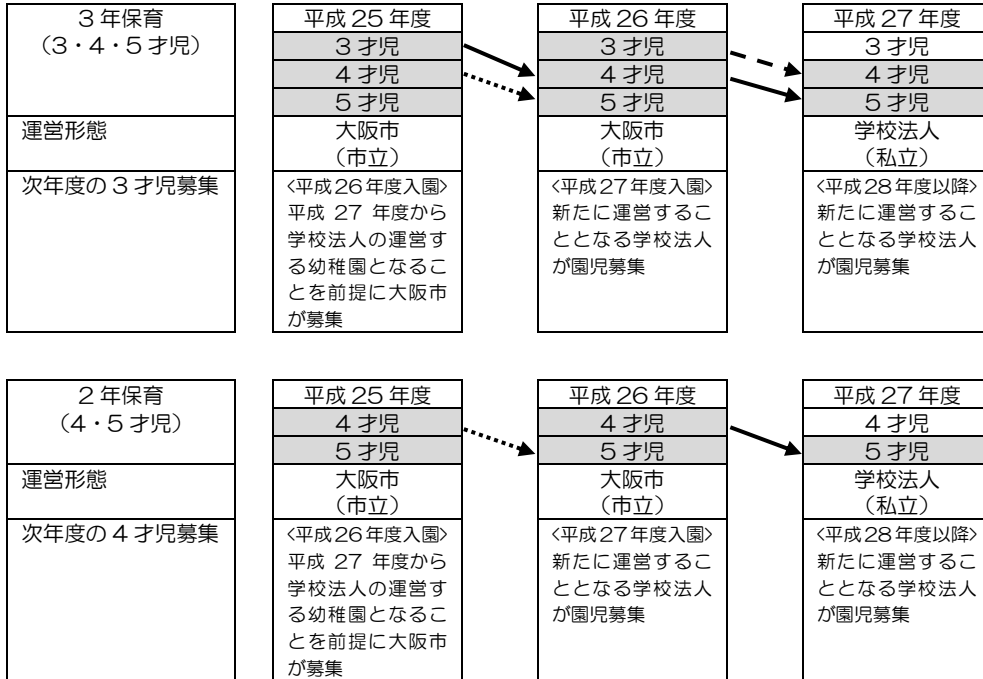 3年保育
(3・4・5才児)
運営形態
次年度の3才児募集
平成25年度
3才児
4才児
5才児
大阪市
(市立)
<平成26年度入園>
平成 27 年度から
学校法人の運営す
る幼稚園となるこ
とを前提に大阪市
が募集
平成26年度
3才児
4才児
5才児
大阪市
(市立)
<平成27年度入園>
新たに運営するこ
ととなる学校法人
が園児募集
平成27年度
3才児
4才児
5才児
学校法人
(私立)
<平成28年度以降>
新たに運営するこ
ととなる学校法人
が園児募集
2年保育
(4・5才児)
運営形態
次年度の4才児募集
平成25年度
4才児
5才児
大阪市
(市立)
<平成26年度入園>
平成 27 年度から
学校法人の運営す
る幼稚園となるこ
とを前提に大阪市
が募集
平成26年度
4才児
5才児
大阪市
(市立)
<平成27年度入園>
新たに運営するこ
ととなる学校法人
が園児募集
平成27年度
4才児
5才児
学校法人
(私立)
<平成28年度以降>
新たに運営するこ
ととなる学校法人
が園児募集